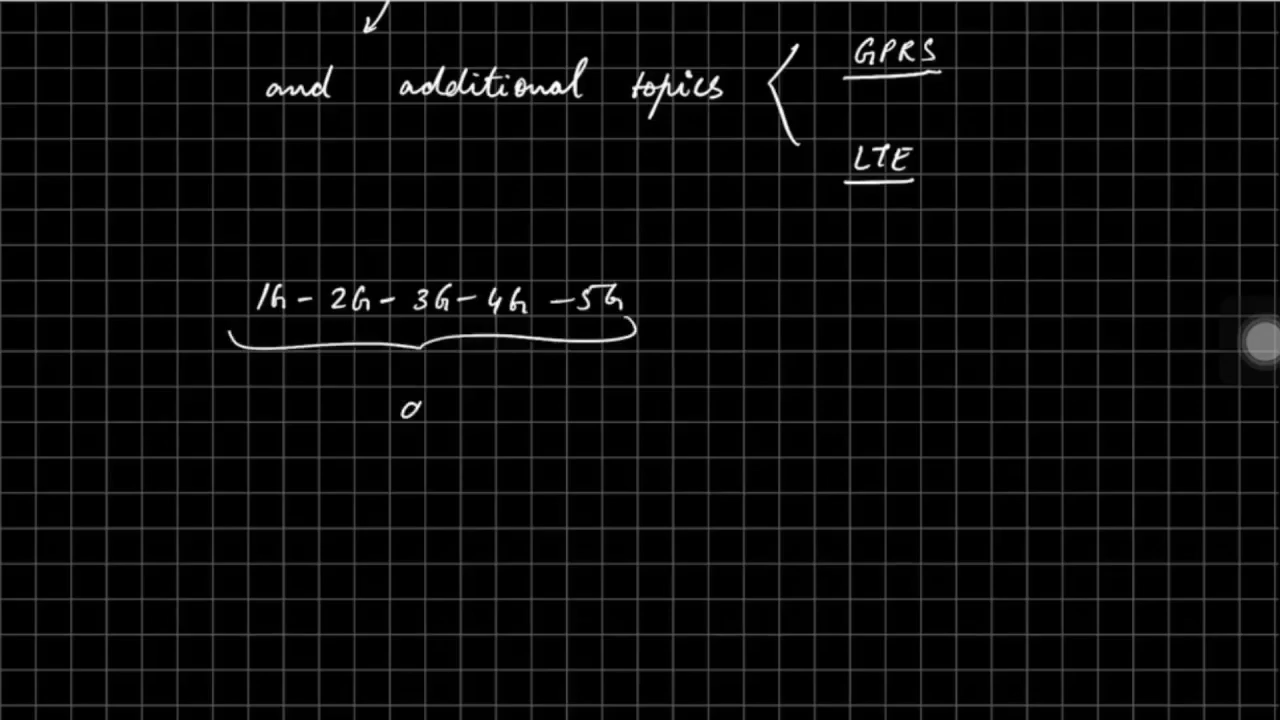 GPRS
and additional topics
LTE
1G - 2G - 3G - 4G - 5G